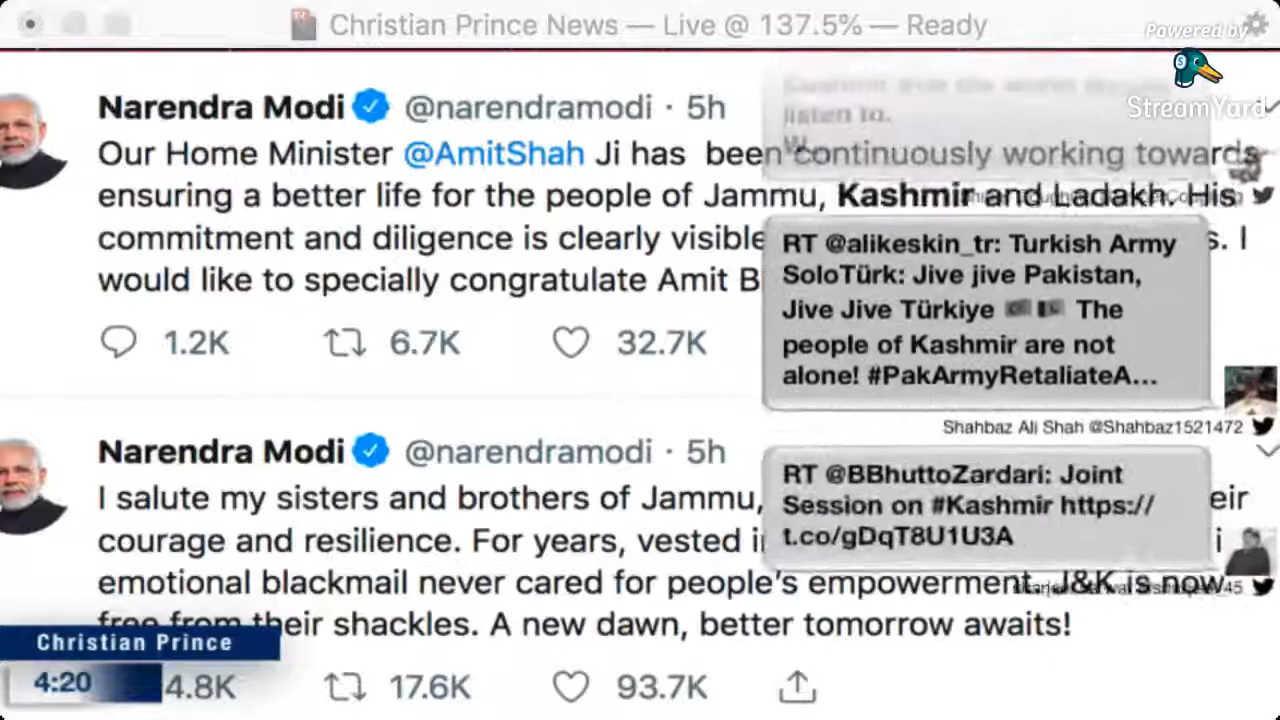 Christian Prince News — Live @ 137.5% — Ready
Powered by
StreamYard
Narendra Modi @narendramodi · 5h
Our Home Minister @AmitShah Ji has been continuously working towards
ensuring a better life for the people of Jammu, Kashmir and Ladakh. His
commitment and diligence is clearly visible s. I
would like to specially congratulate Amit B
1.2K 6.7K 32.7K
listen to.
RT @alikeskin_tr: Turkish Army
SoloTürk: Jive jive Pakistan,
Jive Jive Türkiye The
people of Kashmir are not
alone! #PakArmyRetaliateA...
Shahbaz Ali Shah @Shahbaz1521472
Narendra Modi @narendramodi · 5h
I salute my sisters and brothers of Jammu, eir
courage and resilience. For years, vested i i
emotional blackmail never cared for people's empowerment. J&K is now
free from their shackles. A new dawn, better tomorrow awaits!
4.8K 17.6K 93.7K
RT @BBhuttoZardari: Joint
Session on #Kashmir https://
t.co/gDqT8U1U3A
Christian Prince
4:20